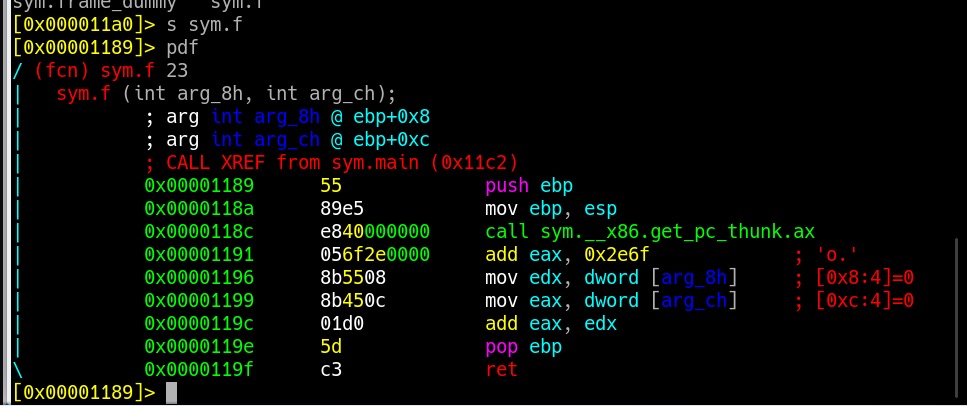 sym.frame_dummy   sym.f
[0x000011a0]> s sym.f
[0x00001189]> pdf
/ (fcn) sym.f 23
|   sym.f (int arg_8h, int arg_ch);
|           ; arg int arg_8h @ ebp+0x8
|           ; arg int arg_ch @ ebp+0xc
|           ; CALL XREF from sym.main (0x11c2)
|           0x00001189      55             push ebp
|           0x0000118a      89e5           mov ebp, esp
|           0x0000118c      e840000000     call sym.__x86.get_pc_thunk.ax
|           0x00001191      056f2e0000     add eax, 0x2e6f             ; 'o.'
|           0x00001196      8b5508         mov edx, dword [arg_8h]     ; [0x8:4]=0
|           0x00001199      8b450c         mov eax, dword [arg_ch]     ; [0xc:4]=0
|           0x0000119c      01d0           add eax, edx
|           0x0000119e      5d             pop ebp
\           0x0000119f      c3             ret
[0x00001189]>